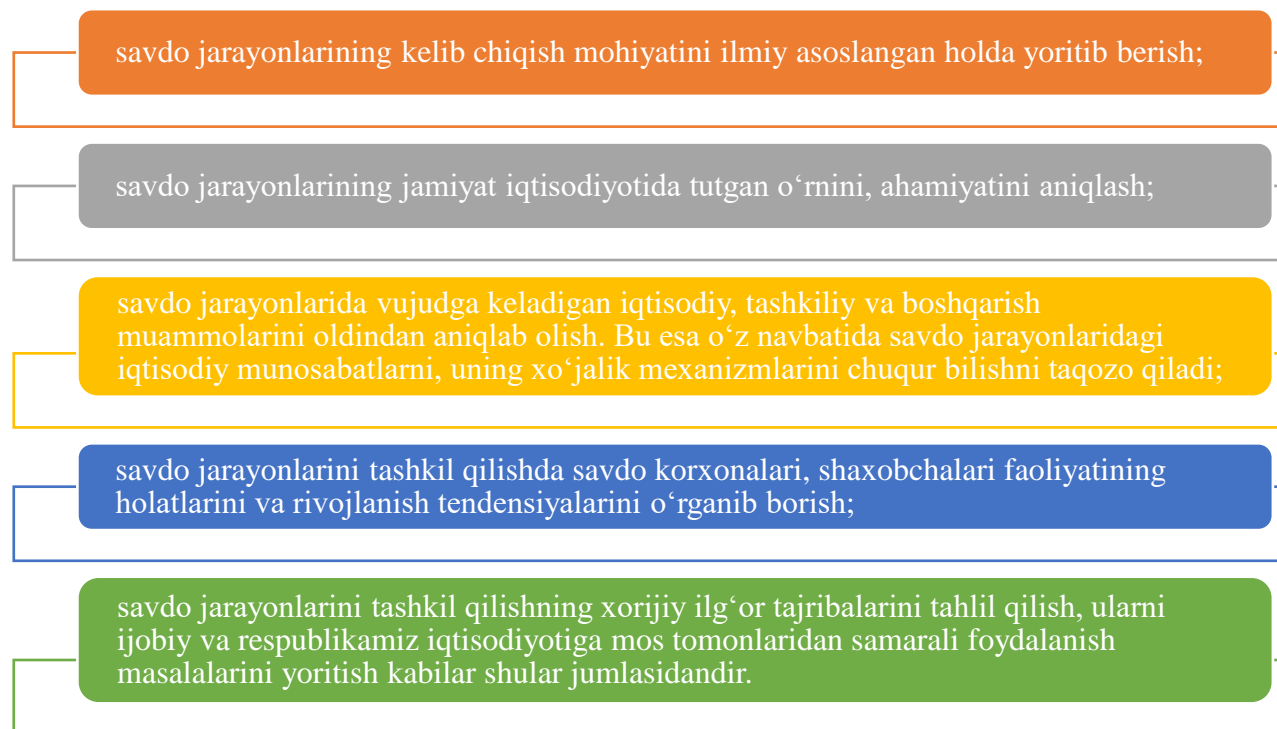 savdo jarayonlarining kelib chiqish mohiyatini ilmiy asoslangan holda yoritib berish;
savdo jarayonlarining jamiyat iqtisodiyotida tutgan o‘rnini, ahamiyatini aniqlash;
savdo jarayonlarida vujudga keladigan iqtisodiy, tashkiliy va boshqarish
muammolarini oldindan aniqlab olish. Bu esa o‘z navbatida savdo jarayonlaridagi
iqtisodiy munosabatlarni, uning xo‘jalik mexanizmlarini chuqur bilishni taqozo qiladi;
savdo jarayonlarini tashkil qilishda savdo korxonalari, shaxobchalari faoliyatining
holatlarini va rivojlanish tendensiyalarini o‘rganib borish;
savdo jarayonlarini tashkil qilishning xorijiy ilg‘or tajribalarini tahlil qilish, ularni
ijobiy va respublikamiz iqtisodiyotiga mos tomonlaridan samarali foydalanish
masalalarini yoritish kabilar shular jumlasidandir.